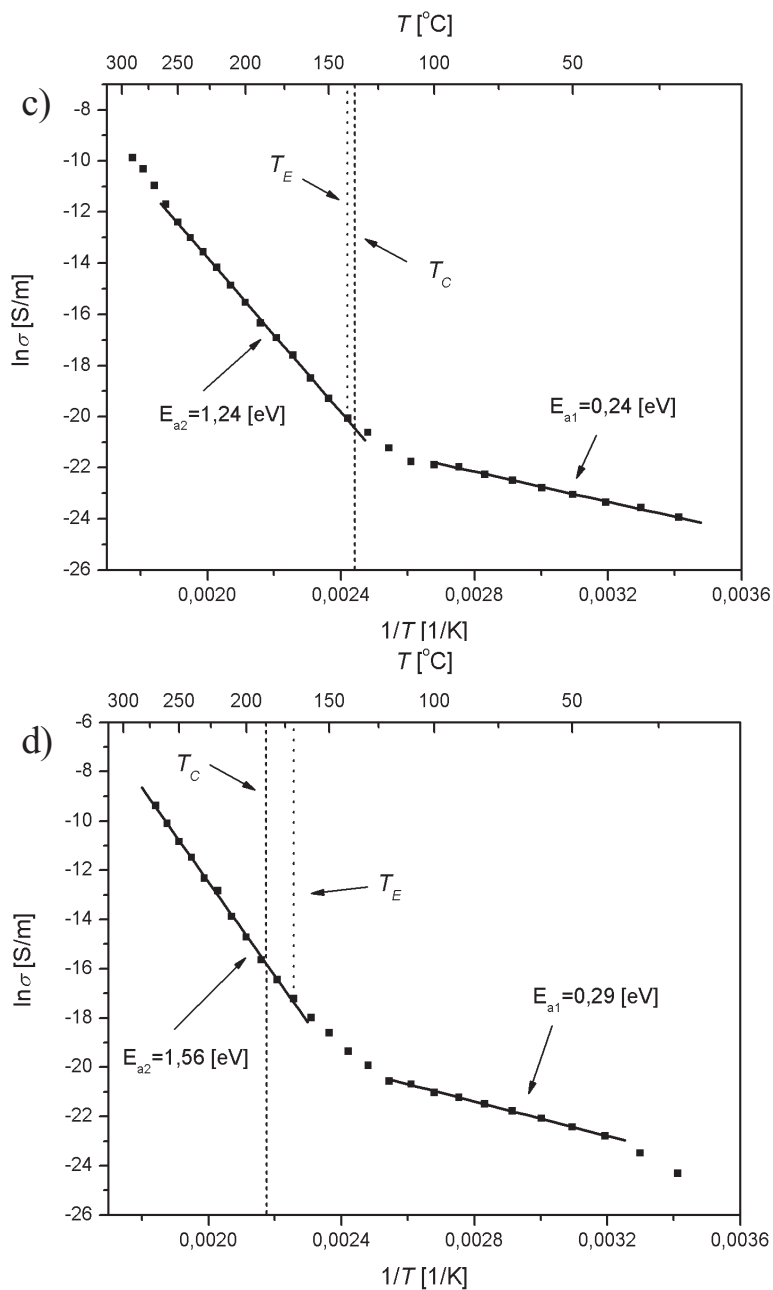 T [°C]
300 250 200 150 100 50
c)
-8
-10
T_E
-12
-14
T_C
lnσ [S/m]
-16
-18
E_a2=1,24 [eV]
E_a1=0,24 [eV]
-20
-22
-24
-26
0,0020 0,0024 0,0028 0,0032 0,0036
1/T [1/K]
T [°C]
300 250 200 150 100 50
d)
-6
T_C
-8
-10
-12
T_E
-14
lnσ [S/m]
-16
E_a1=0,29 [eV]
-18
E_a2=1,56 [eV]
-20
-22
-24
-26
0,0020 0,0024 0,0028 0,0032 0,0036
1/T [1/K]